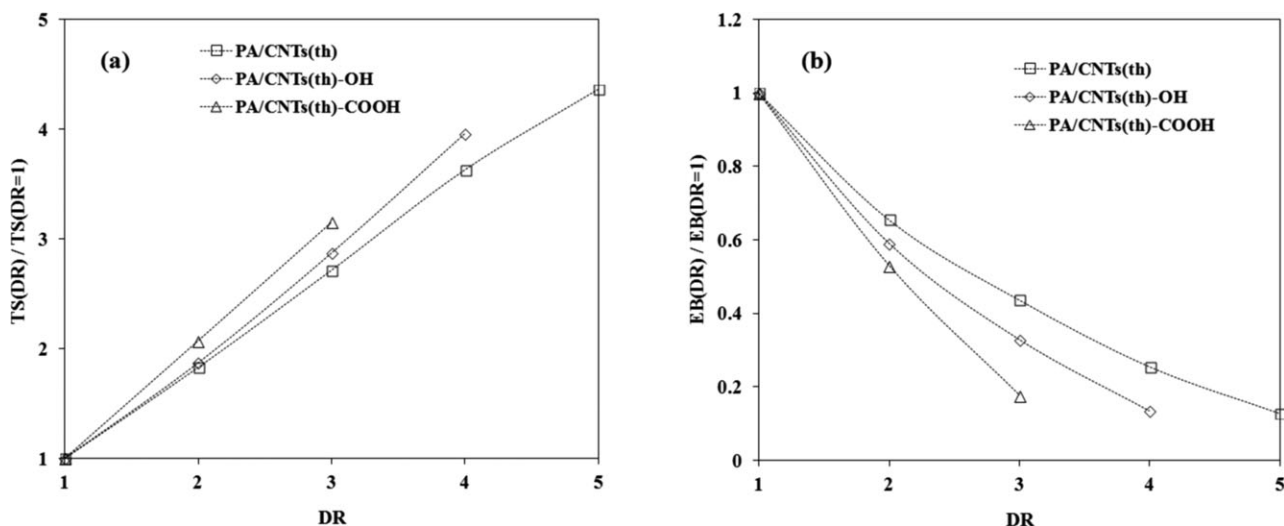 (a)
PA/CNTs(th)
PA/CNTs(th)-OH
PA/CNTs(th)-COOH
TS(DR) / TS(DR=1)
5
4
3
2
1
1 2 3 4 5
DR
(b)
PA/CNTs(th)
PA/CNTs(th)-OH
PA/CNTs(th)-COOH
EB(DR) / EB(DR=1)
1.2
1
0.8
0.6
0.4
0.2
0
1 2 3 4 5
DR